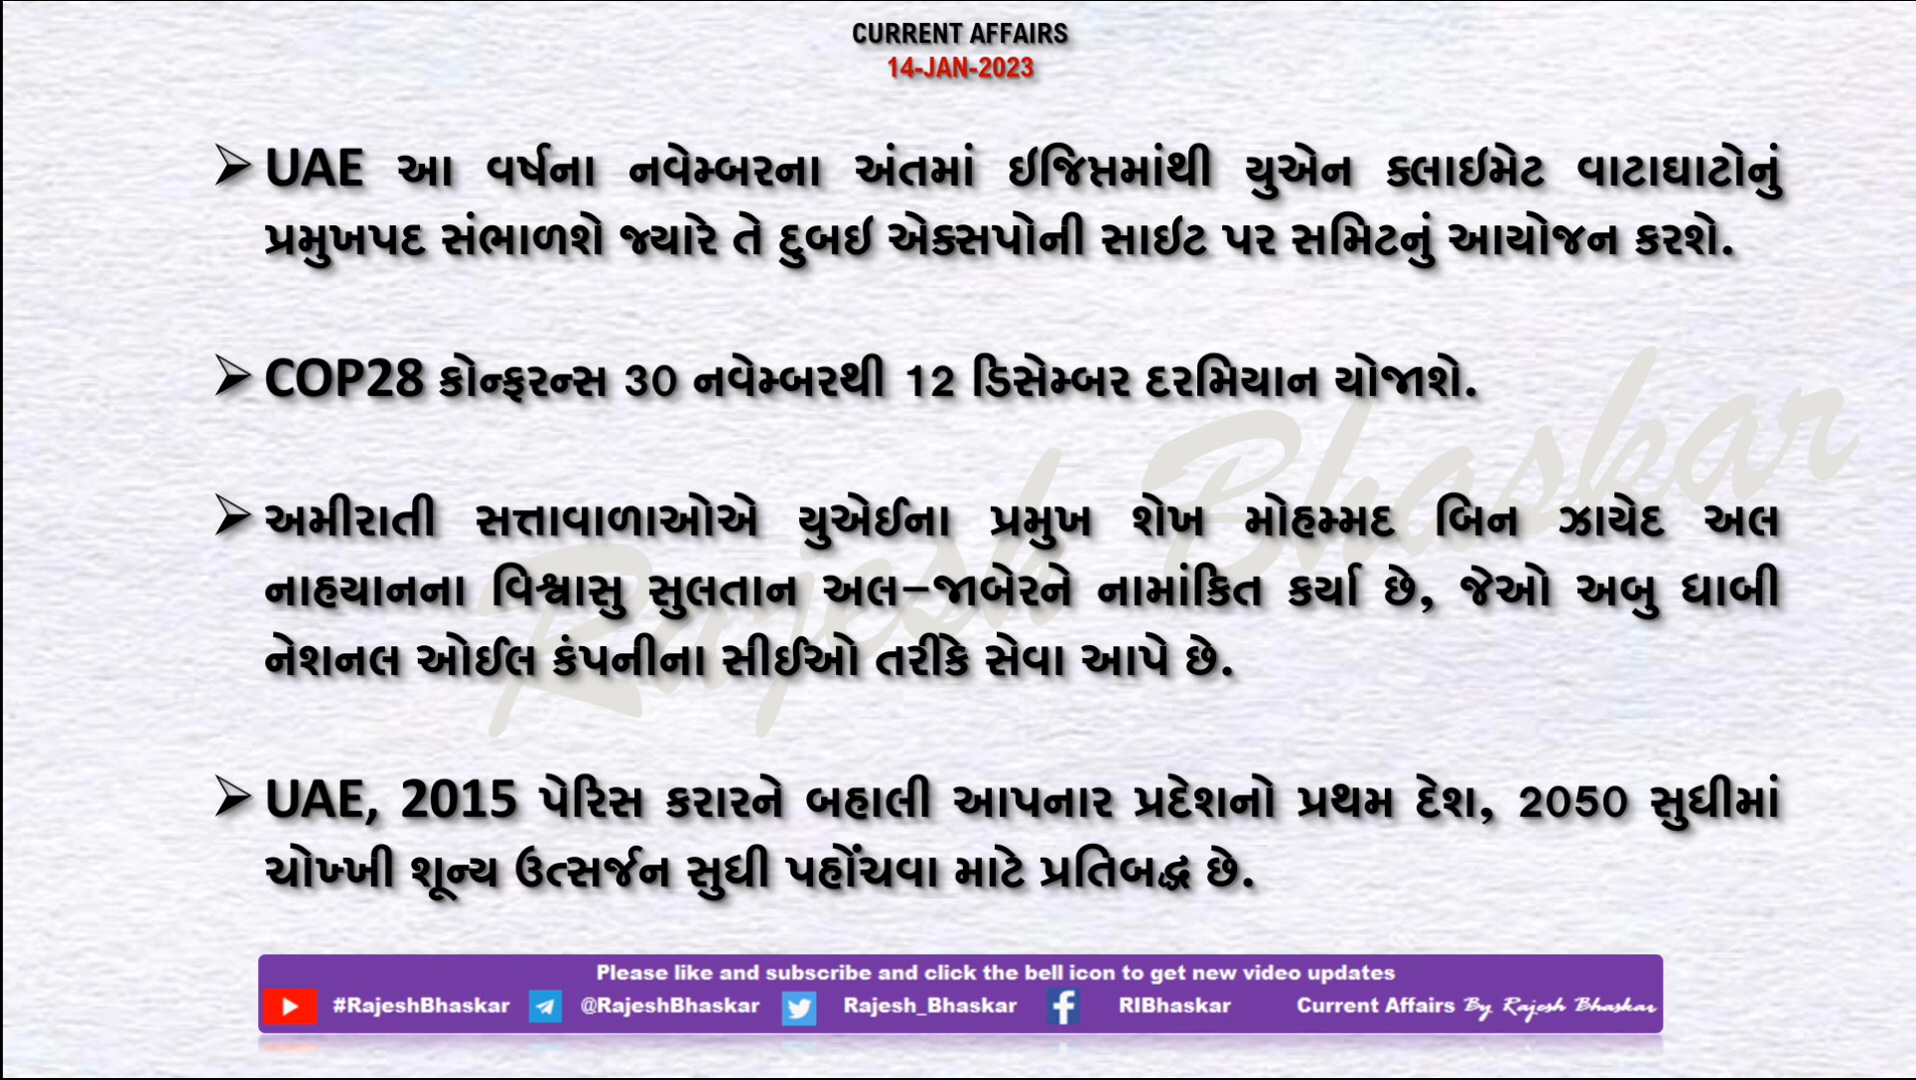 CURRENT AFFAIRS
14-JAN-2023
➢ UAE આ વર્ષના નવેમ્બરના અંતમાં ઈજિપ્તમાંથી યુએન ક્લાઈમેટ વાટાઘાટોનું
પ્રમુખપદ સંભાળશે જ્યારે તે દુબઈ એક્સપોની સાઈટ પર સમિટનું આયોજન કરશે.
➢ COP28 કોન્ફરન્સ 30 નવેમ્બરથી 12 ડિસેમ્બર દરમિયાન યોજાશે.
➢ અમીરાતી સત્તાવાળાઓએ યુએઈના પ્રમુખ શેખ મોહમ્મદ બિન ઝાયેદ અલ
નાહયાનના વિશ્વાસુ સુલતાન અલ-જાબેરને નામાંકિત કર્યા છે, જેઓ અબુ ધાબી
નેશનલ ઓઈલ કંપનીના સીઈઓ તરીકે સેવા આપે છે.
➢ UAE, 2015 પેરિસ કરારને બહાલી આપનાર પ્રદેશનો પ્રથમ દેશ, 2050 સુધીમાં
ચોખ્ખી શૂન્ય ઉત્સર્જન સુધી પહોંચવા માટે પ્રતિબદ્ધ છે.
Rajesh Bhaskar
Please like and subscribe and click the bell icon to get new video updates
#RajeshBhaskar @RajeshBhaskar Rajesh_Bhaskar RIBhaskar Current Affairs By Rajesh Bhaskar